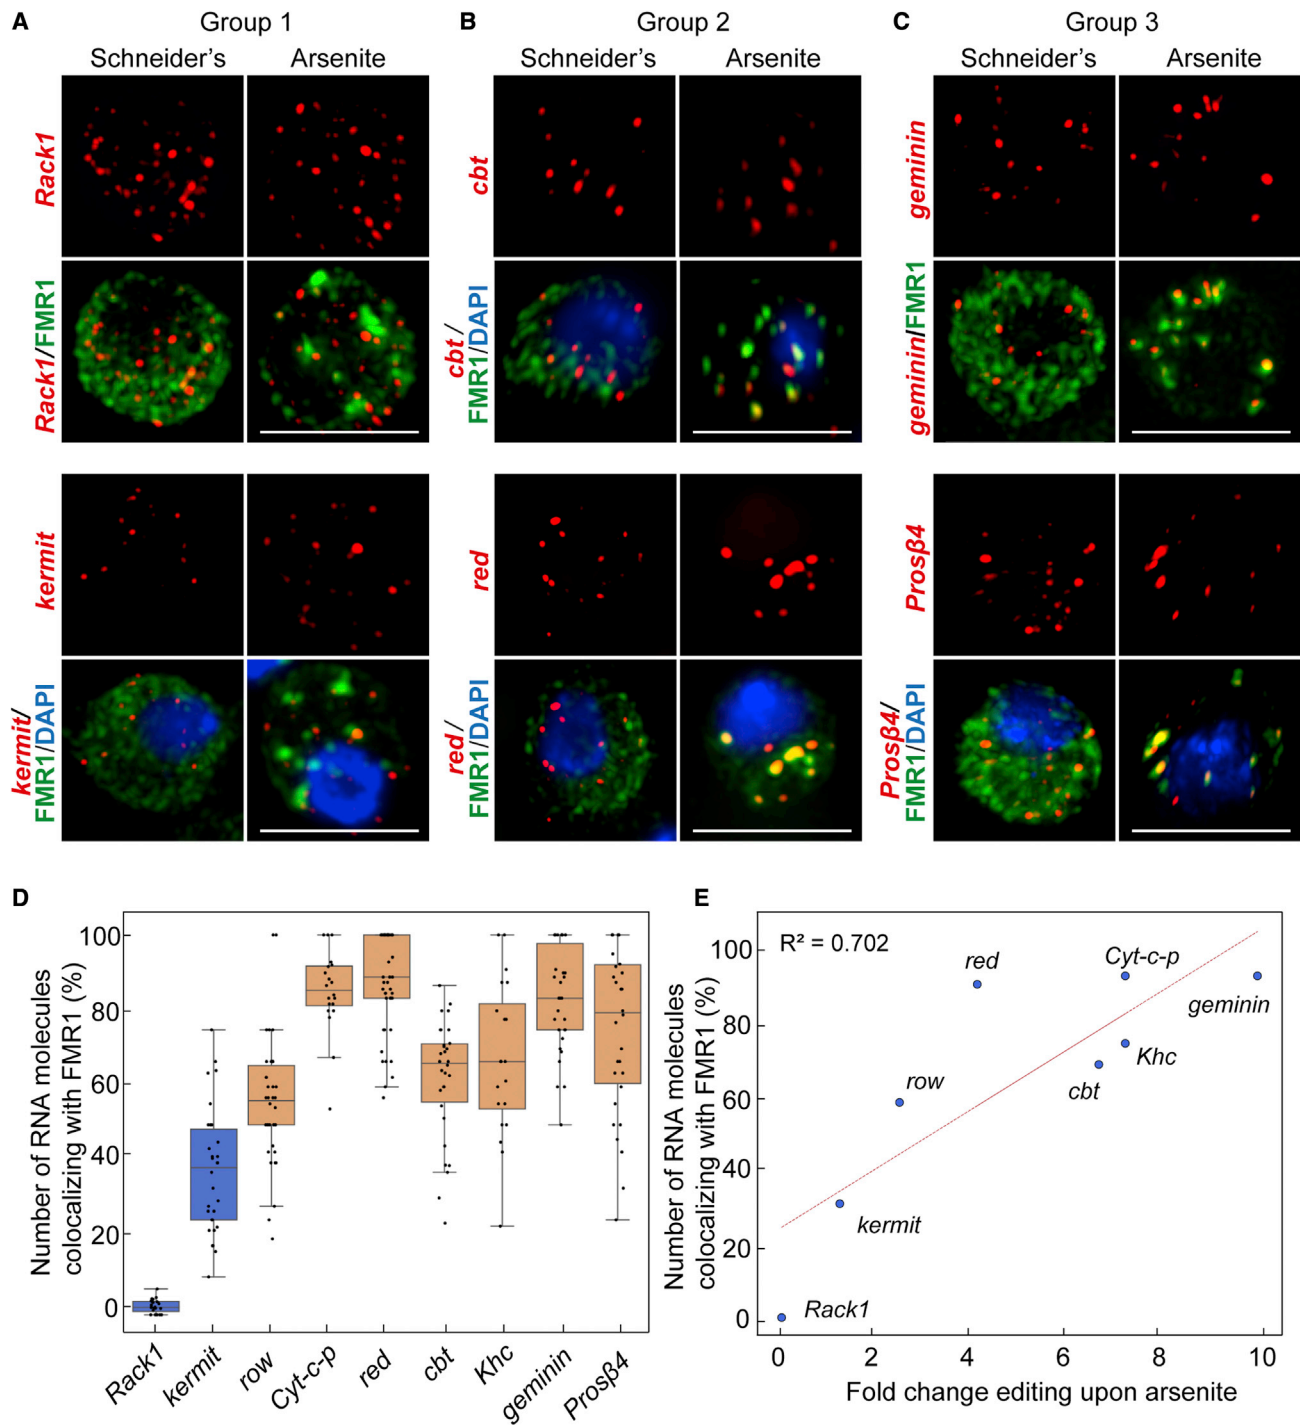 A
Group 1
Schneider's
Arsenite
Rack1
Rack1/FMR1
kermit
kermit/
FMR1/DAPI
B
Group 2
Schneider's
Arsenite
cbt
cbt/
FMR1/DAPI
red
red/
FMR1/DAPI
C
Group 3
Schneider's
Arsenite
geminin
geminin/FMR1
Prosβ4
Prosβ4/
FMR1/DAPI
D
Number of RNA molecules
colocalizing with FMR1 (%)
100
80
60
40
20
0
Rack1
kermit
row
Cyt-c-p
red
cbt
Khc
geminin
Prosβ4
E
Number of RNA molecules
colocalizing with FMR1 (%)
R² = 0.702
100
80
60
40
20
0
red
Cyt-c-p
geminin
Khc
cbt
row
kermit
Rack1
0 2 4 6 8 10
Fold change editing upon arsenite